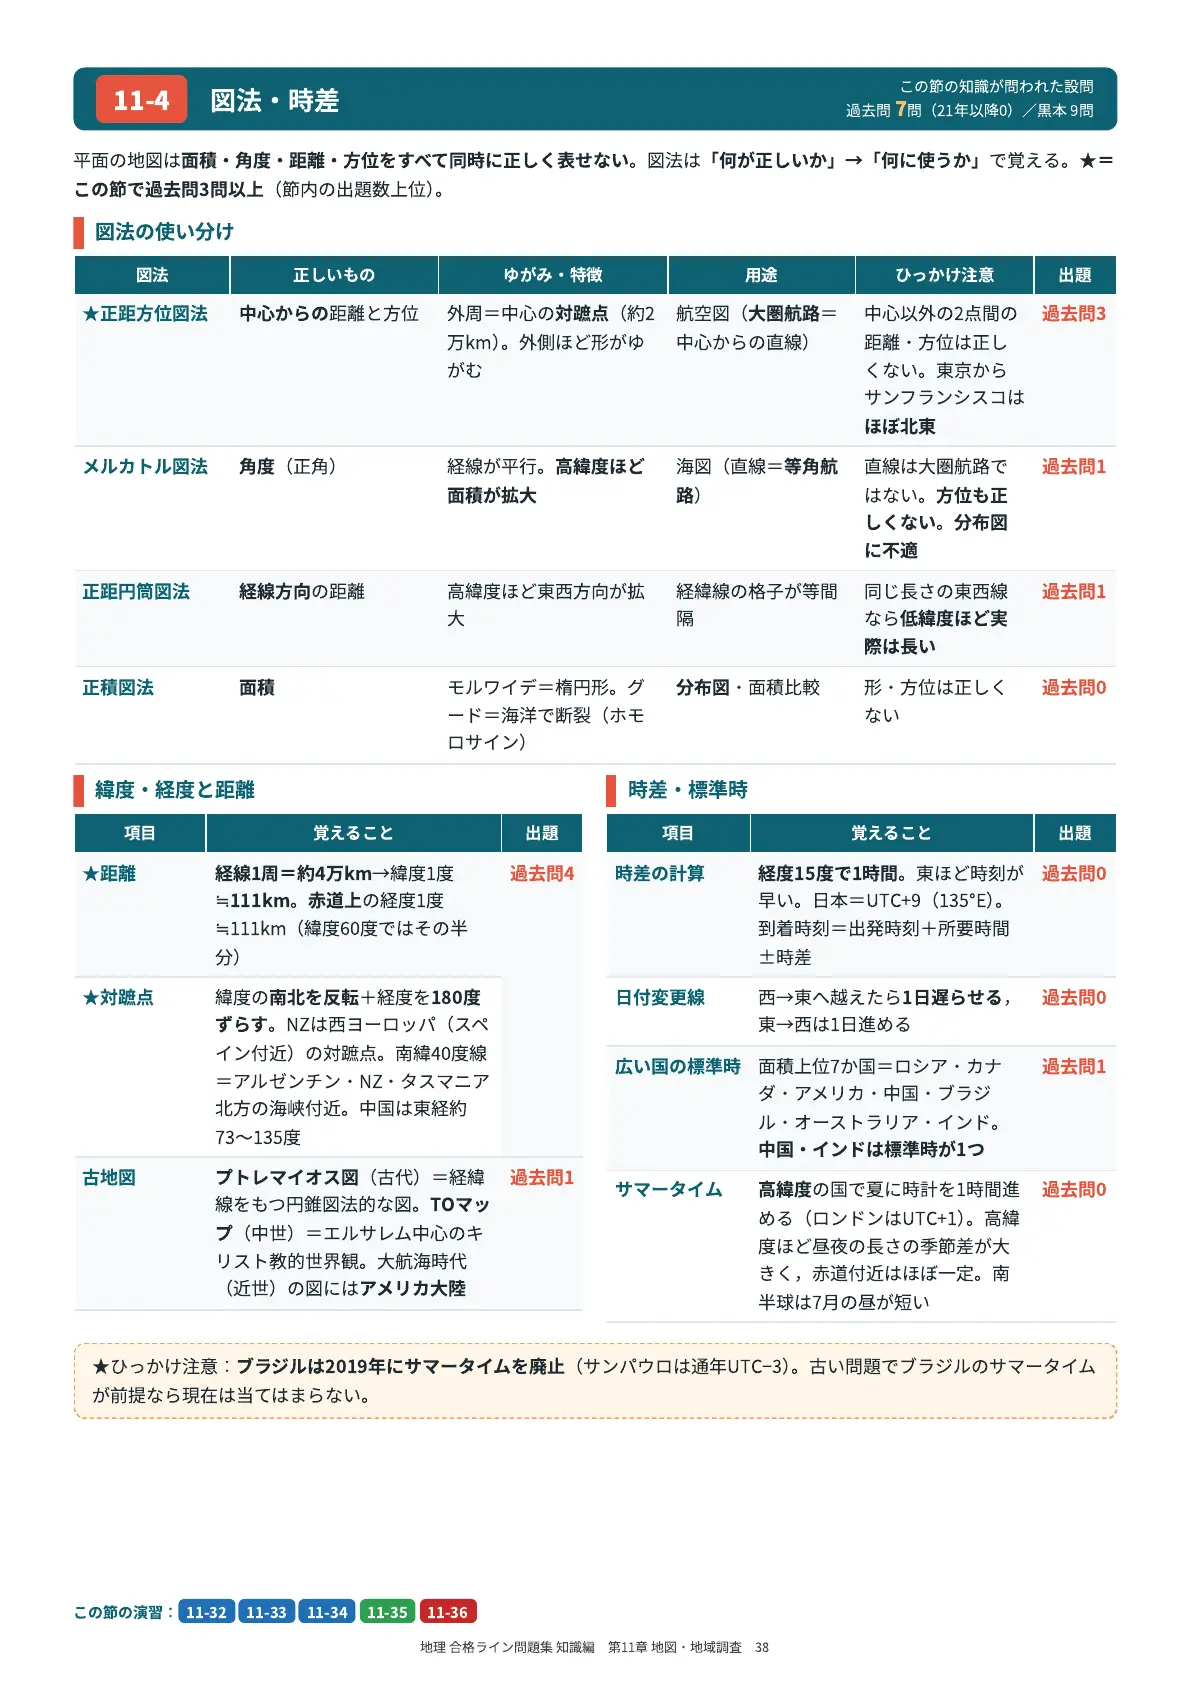 11-4 図法・時差
この節の知識が問われた設問
過去問 7問（21年以降0）／黒本 9問
平面の地図は面積・角度・距離・方位をすべて同時に正しく表せない。図法は「何が正しいか」→「何に使うか」で覚える。★＝
この節で過去問3問以上（節内の出題数上位）。
図法の使い分け
図法 正しいもの ゆがみ・特徴 用途 ひっかけ注意 出題
★正距方位図法 中心からの距離と方位 外周＝中心の対蹠点（約2 航空図（大圏航路＝ 中心以外の2点間の 過去問3
万km）。外側ほど形がゆ 中心からの直線） 距離・方位は正し
がむ くない。東京から
サンフランシスコは
ほぼ北東
メルカトル図法 角度（正角） 経線が平行。高緯度ほど 海図（直線＝等角航 直線は大圏航路で 過去問1
面積が拡大 路） はない。方位も正
しくない。分布図
に不適
正距円筒図法 経線方向の距離 高緯度ほど東西方向が拡 経緯線の格子が等間 同じ長さの東西線 過去問1
大 隔 なら低緯度ほど実
際は長い
正積図法 面積 モルワイデ＝楕円形。グ 分布図・面積比較 形・方位は正しく 過去問0
ード＝海洋で断裂（ホモ ない
ロサイン）
緯度・経度と距離
項目 覚えること 出題
★距離 経線1周＝約4万km→緯度1度 過去問4
≒111km。赤道上の経度1度
≒111km（緯度60度ではその半
分）
★対蹠点 緯度の南北を反転＋経度を180度
ずらす。NZは西ヨーロッパ（スペ
イン付近）の対蹠点。南緯40度線
＝アルゼンチン・NZ・タスマニア
北方の海峡付近。中国は東経約
73〜135度
古地図 プトレマイオス図（古代）＝経緯 過去問1
線をもつ円錐図法的な図。TOマッ
プ（中世）＝エルサレム中心のキ
リスト教的世界観。大航海時代
（近世）の図にはアメリカ大陸
時差・標準時
項目 覚えること 出題
時差の計算 経度15度で1時間。東ほど時刻が 過去問0
早い。日本＝UTC+9（135°E）。
到着時刻＝出発時刻＋所要時間
±時差
日付変更線 西→東へ越えたら1日遅らせる， 過去問0
東→西は1日進める
広い国の標準時 面積上位7か国＝ロシア・カナ 過去問1
ダ・アメリカ・中国・ブラジ
ル・オーストラリア・インド。
中国・インドは標準時が1つ
サマータイム 高緯度の国で夏に時計を1時間進 過去問0
める（ロンドンはUTC+1）。高緯
度ほど昼夜の長さの季節差が大
きく，赤道付近はほぼ一定。南
半球は7月の昼が短い
★ひっかけ注意：ブラジルは2019年にサマータイムを廃止（サンパウロは通年UTC−3）。古い問題でブラジルのサマータイム
が前提なら現在は当てはまらない。
この節の演習： 11-32 11-33 11-34 11-35 11-36
地理 合格ライン問題集 知識編 第11章 地図・地域調査 38